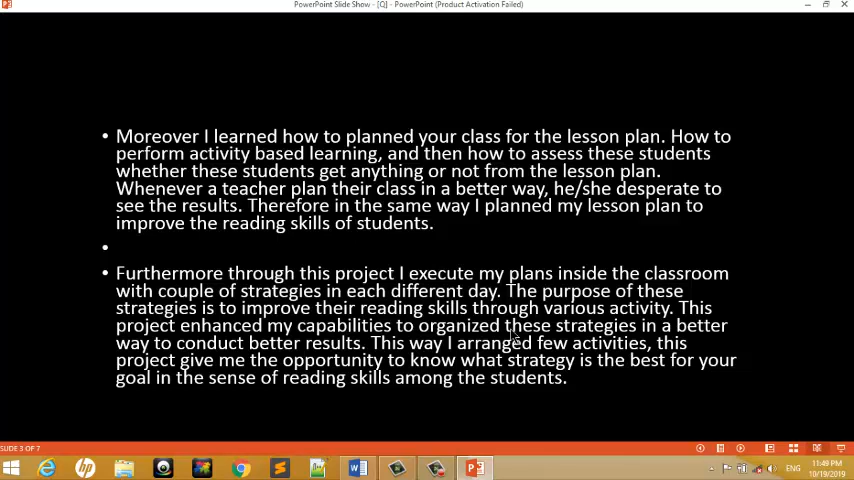 PowerPoint Slide Show - [Q] - PowerPoint (Product Activation Failed)
• Moreover I learned how to planned your class for the lesson plan. How to
perform activity based learning, and then how to assess these students
whether these students get anything or not from the lesson plan.
Whenever a teacher plan their class in a better way, he/she desperate to
see the results. Therefore in the same way I planned my lesson plan to
improve the reading skills of students.
•
• Furthermore through this project I execute my plans inside the classroom
with couple of strategies in each different day. The purpose of these
strategies is to improve their reading skills through various activity. This
project enhanced my capabilities to organized these strategies in a better
way to conduct better results. This way I arranged few activities, this
project give me the opportunity to know what strategy is the best for your
goal in the sense of reading skills among the students.
SLIDE 3 OF 7
ENG
11:49 PM
10/19/2019